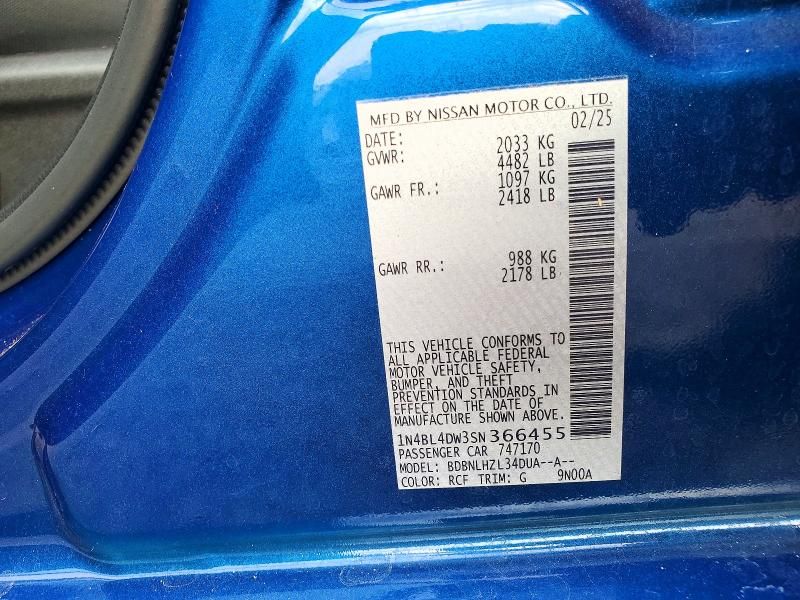 MFD BY NISSAN MOTOR CO., LTD.
DATE: 02/25
GVWR: 2033 KG
4482 LB
GAWR FR.: 1097 KG
2418 LB
GAWR RR.: 988 KG
2178 LB
THIS VEHICLE CONFORMS TO
ALL APPLICABLE FEDERAL
MOTOR VEHICLE SAFETY,
BUMPER, AND THEFT
PREVENTION STANDARDS IN
EFFECT ON THE DATE OF
MANUFACTURE SHOWN ABOVE.
1N4BL4DW3SN366455
PASSENGER CAR 747170
MODEL: BDBNLHZL34DUA--A--
COLOR: RCF TRIM: G 9N00A